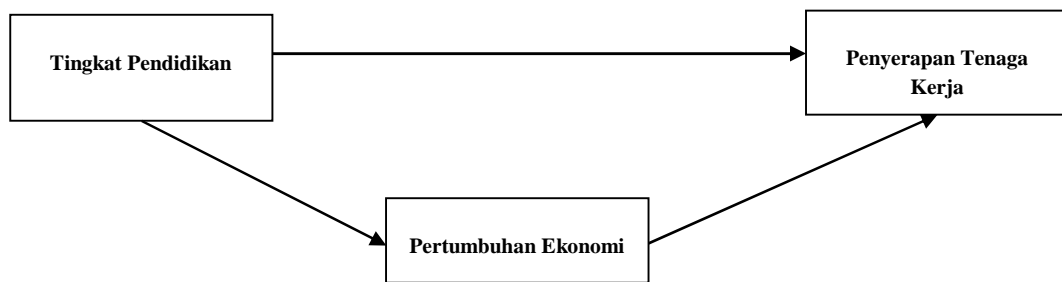 Tingkat Pendidikan
Penyerapan Tenaga
Kerja
Pertumbuhan Ekonomi